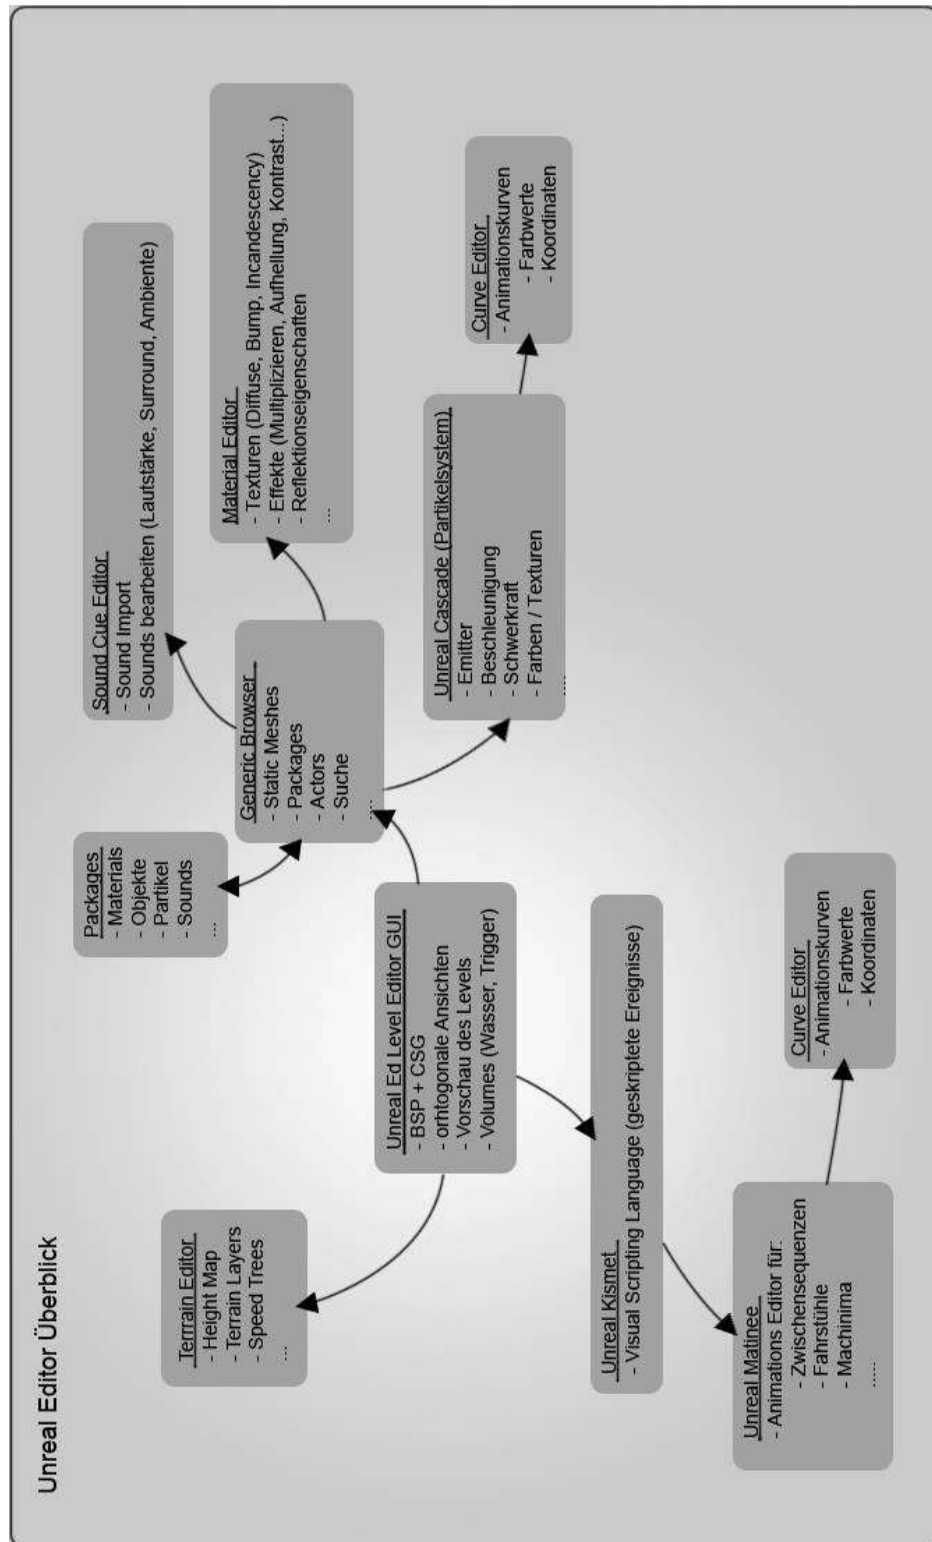 Unreal Editor Überblick
Terrrain Editor
- Height Map
- Terrain Layers
- Speed Trees
...
Packages
- Materials
- Objekte
- Partikel
- Sounds
...
Sound Cue Editor
- Sound Import
- Sounds bearbeiten (Lautstärke, Surround, Ambiente)
Generic Browser
- Static Meshes
- Packages
- Actors
- Suche
....
Material Editor
- Texturen (Diffuse, Bump, Incandescency)
- Effekte (Multiplizieren, Aufhellung, Kontrast...)
- Reflektionseigenschaften
...
Unreal Ed Level Editor GUI
- BSP + CSG
- orhtogonale Ansichten
- Vorschau des Levels
- Volumes (Wasser, Trigger)
Unreal Cascade (Partikelsystem)
- Emitter
- Beschleunigung
- Schwerkraft
- Farben / Texturen
....
Curve Editor
- Animationskurven
- Farbwerte
- Koordinaten
Unreal Kismet
- Visual Scripting Language (geskriptete Ereignisse)
Unreal Matinee
- Animations Editor für:
- Zwischensequenzen
- Fahrstühle
- Machinima
.....
Curve Editor
- Animationskurven
- Farbwerte
- Koordinaten